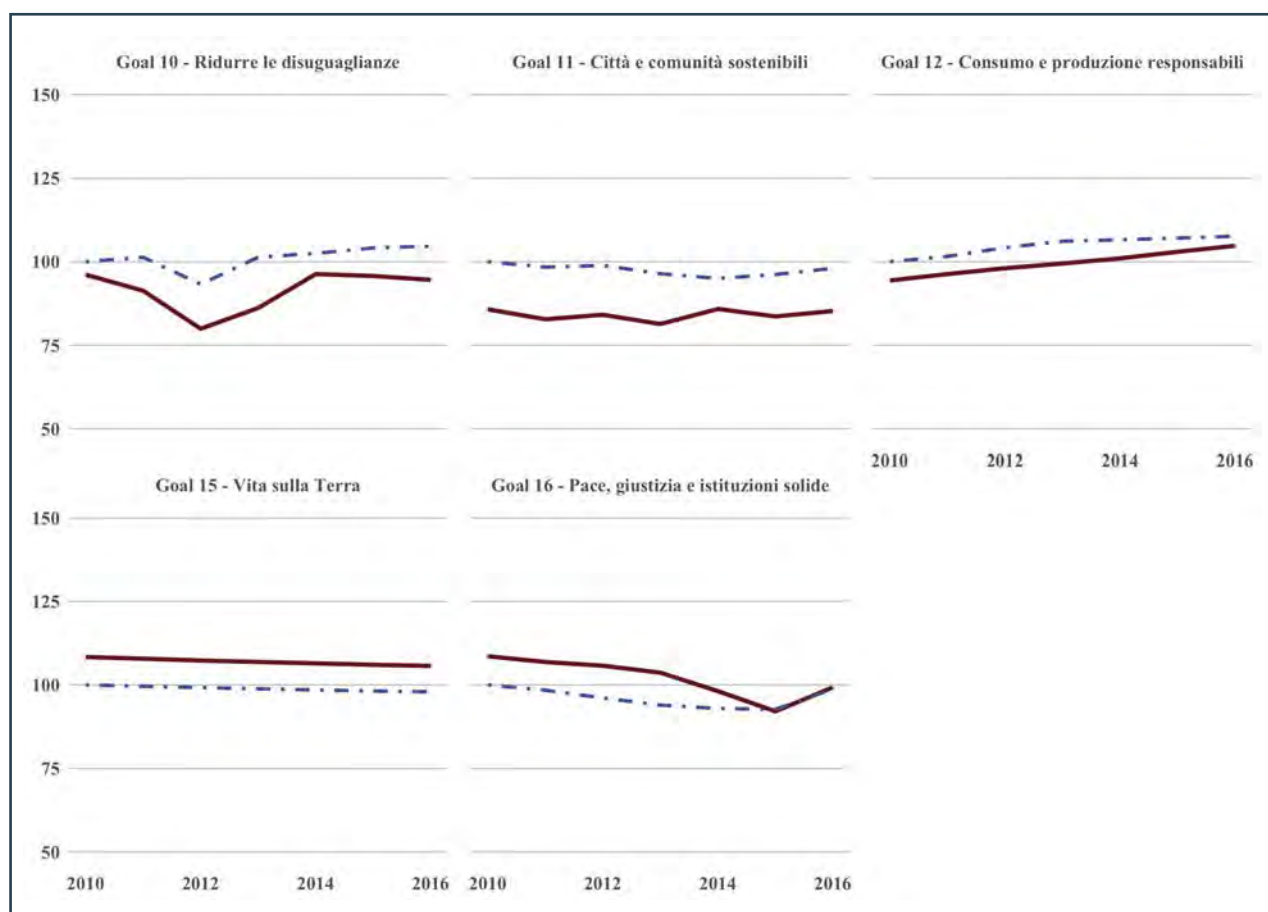 Goal 10 - Ridurre le disuguaglianze
Goal 11 - Città e comunità sostenibili
Goal 12 - Consumo e produzione responsabili
150
125
100
75
50
2010 2012 2014 2016
Goal 15 - Vita sulla Terra
Goal 16 - Pace, giustizia e istituzioni solide
150
125
100
75
50
2010 2012 2014 2016
2010 2012 2014 2016